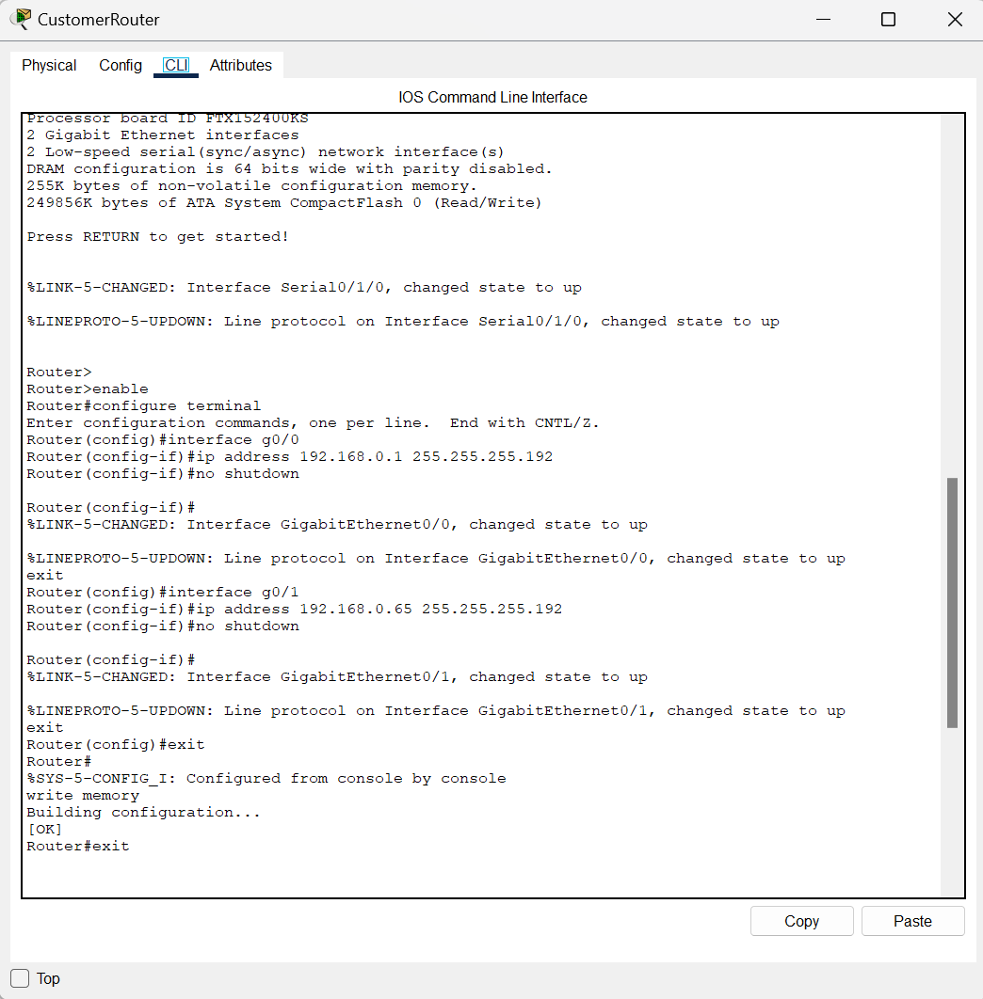 CustomerRouter
Physical Config CLI Attributes
IOS Command Line Interface
Processor board ID FTX152400KS
2 Gigabit Ethernet interfaces
2 Low-speed serial(sync/async) network interface(s)
DRAM configuration is 64 bits wide with parity disabled.
255K bytes of non-volatile configuration memory.
249856K bytes of ATA System CompactFlash 0 (Read/Write)
Press RETURN to get started!
%LINK-5-CHANGED: Interface Serial0/1/0, changed state to up
%LINEPROTO-5-UPDOWN: Line protocol on Interface Serial0/1/0, changed state to up
Router>
Router>enable
Router#configure terminal
Enter configuration commands, one per line.  End with CNTL/Z.
Router(config)#interface g0/0
Router(config-if)#ip address 192.168.0.1 255.255.255.192
Router(config-if)#no shutdown
Router(config-if)#
%LINK-5-CHANGED: Interface GigabitEthernet0/0, changed state to up
%LINEPROTO-5-UPDOWN: Line protocol on Interface GigabitEthernet0/0, changed state to up
exit
Router(config)#interface g0/1
Router(config-if)#ip address 192.168.0.65 255.255.255.192
Router(config-if)#no shutdown
Router(config-if)#
%LINK-5-CHANGED: Interface GigabitEthernet0/1, changed state to up
%LINEPROTO-5-UPDOWN: Line protocol on Interface GigabitEthernet0/1, changed state to up
exit
Router(config)#exit
Router#
%SYS-5-CONFIG_I: Configured from console by console
write memory
Building configuration...
[OK]
Router#exit
Copy Paste
Top